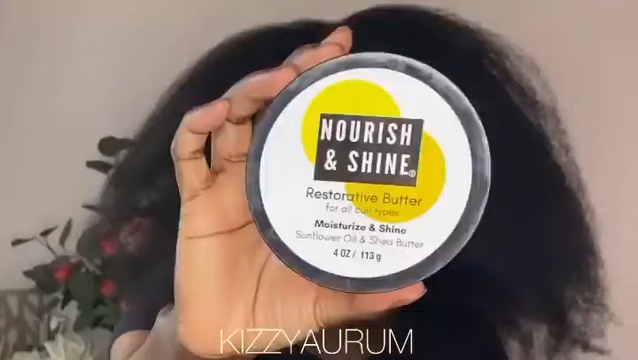 NOURISH
& SHINE®
Restorative Butter
for all curl types
Moisturize & Shine
Sunflower Oil & Shea Butter
4 OZ / 113 g
KIZZYAURUM